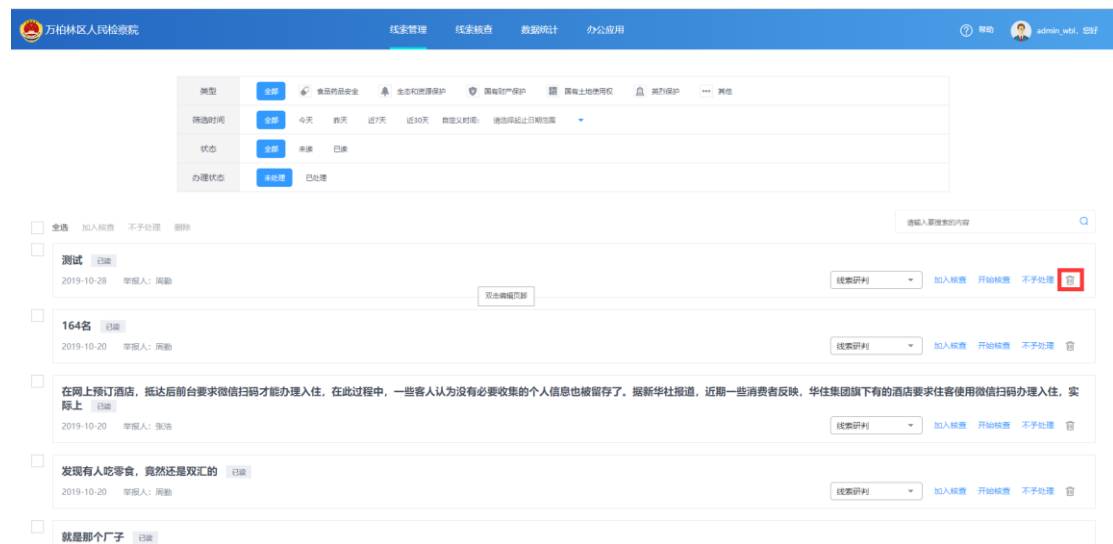 万柏林区人民检察院 线索管理 线索核查 数据统计 办公应用 帮助 admin_wbl，您好
类型 全部 食品药品安全 生态和资源保护 国有财产保护 国有土地使用权 英烈保护 其他
筛选时间 全部 今天 昨天 近7天 近30天 自定义时间： 请选择起止日期范围
状态 全部 未读 已读
办理状态 未处理 已处理
请输入要搜索的内容
全选 加入核查 不予处理 删除
测试 已读
2019-10-28 举报人：周勤 线索研判 加入核查 开始核查 不予处理
双击编辑页脚
164名 已读
2019-10-20 举报人：周勤 线索研判 加入核查 开始核查 不予处理
在网上预订酒店，抵达后前台要求微信扫码才能办理入住，在此过程中，一些客人认为没有必要收集的个人信息也被留存了。据新华社报道，近期一些消费者反映，华住集团旗下有的酒店要求住客使用微信扫码办理入住，实
际上 已读
2019-10-20 举报人：张浩 线索研判 加入核查 开始核查 不予处理
发现有人吃零食，竟然还是双汇的 已读
2019-10-20 举报人：周勤 线索研判 加入核查 开始核查 不予处理
就是那个厂子 已读